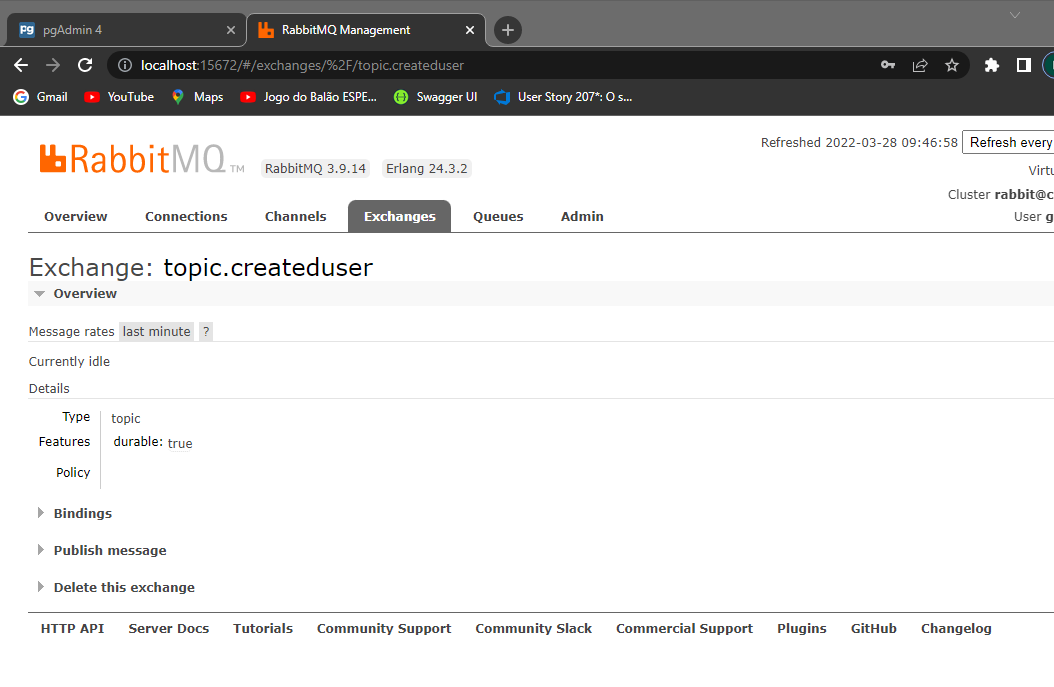 pgAdmin 4
RabbitMQ Management
localhost:15672/#/exchanges/%2F/topic.createduser
Gmail YouTube Maps Jogo do Balão ESPE... Swagger UI User Story 207*: O s...
Refreshed 2022-03-28 09:46:58 Refresh every
RabbitMQ TM RabbitMQ 3.9.14 Erlang 24.3.2
Virtu
Cluster rabbit@c
User g
Overview Connections Channels Exchanges Queues Admin
Exchange: topic.createduser
Overview
Message rates last minute ?
Currently idle
Details
Type topic
Features durable: true
Policy
Bindings
Publish message
Delete this exchange
HTTP API Server Docs Tutorials Community Support Community Slack Commercial Support Plugins GitHub Changelog